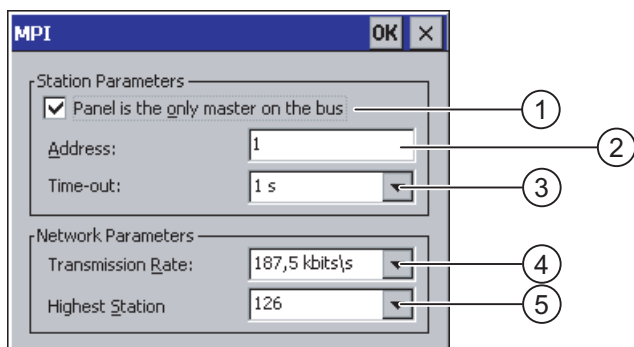 MPI OK ×
Station Parameters
Panel is the only master on the bus 1
Address: 1 2
Time-out: 1 s 3
Network Parameters
Transmission Rate: 187,5 kbits\s 4
Highest Station 126 5